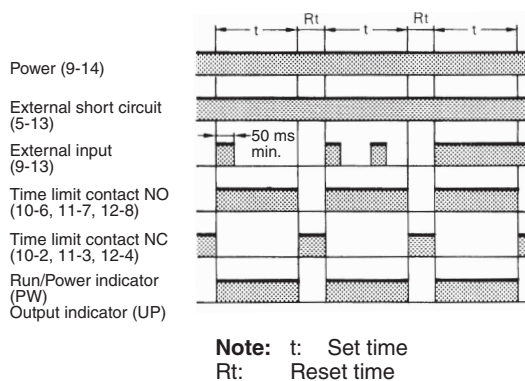 t Rt t Rt t
Power (9-14)
External short circuit
(5-13)
External input
(9-13)
50 ms
min.
Time limit contact NO
(10-6, 11-7, 12-8)
Time limit contact NC
(10-2, 11-3, 12-4)
Run/Power indicator
(PW)
Output indicator (UP)
Note: t: Set time
Rt: Reset time